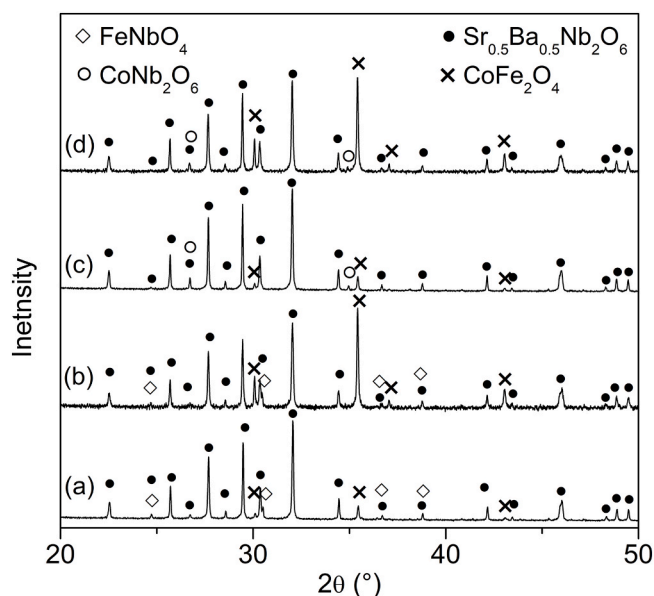 FeNbO₄
Sr₀.₅Ba₀.₅Nb₂O₆
CoNb₂O₆
CoFe₂O₄
(d)
(c)
(b)
(a)
Inetnsity
20 30 40 50
2θ (°)